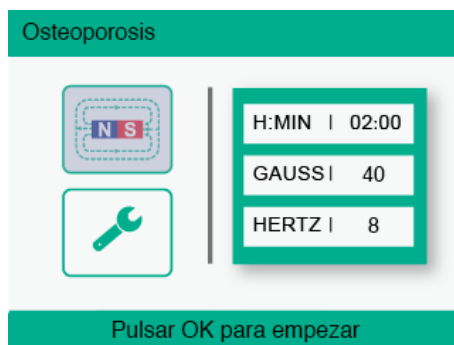 Osteoporosis
N S
H:MIN | 02:00
GAUSS | 40
HERTZ | 8
Pulsar OK para empezar